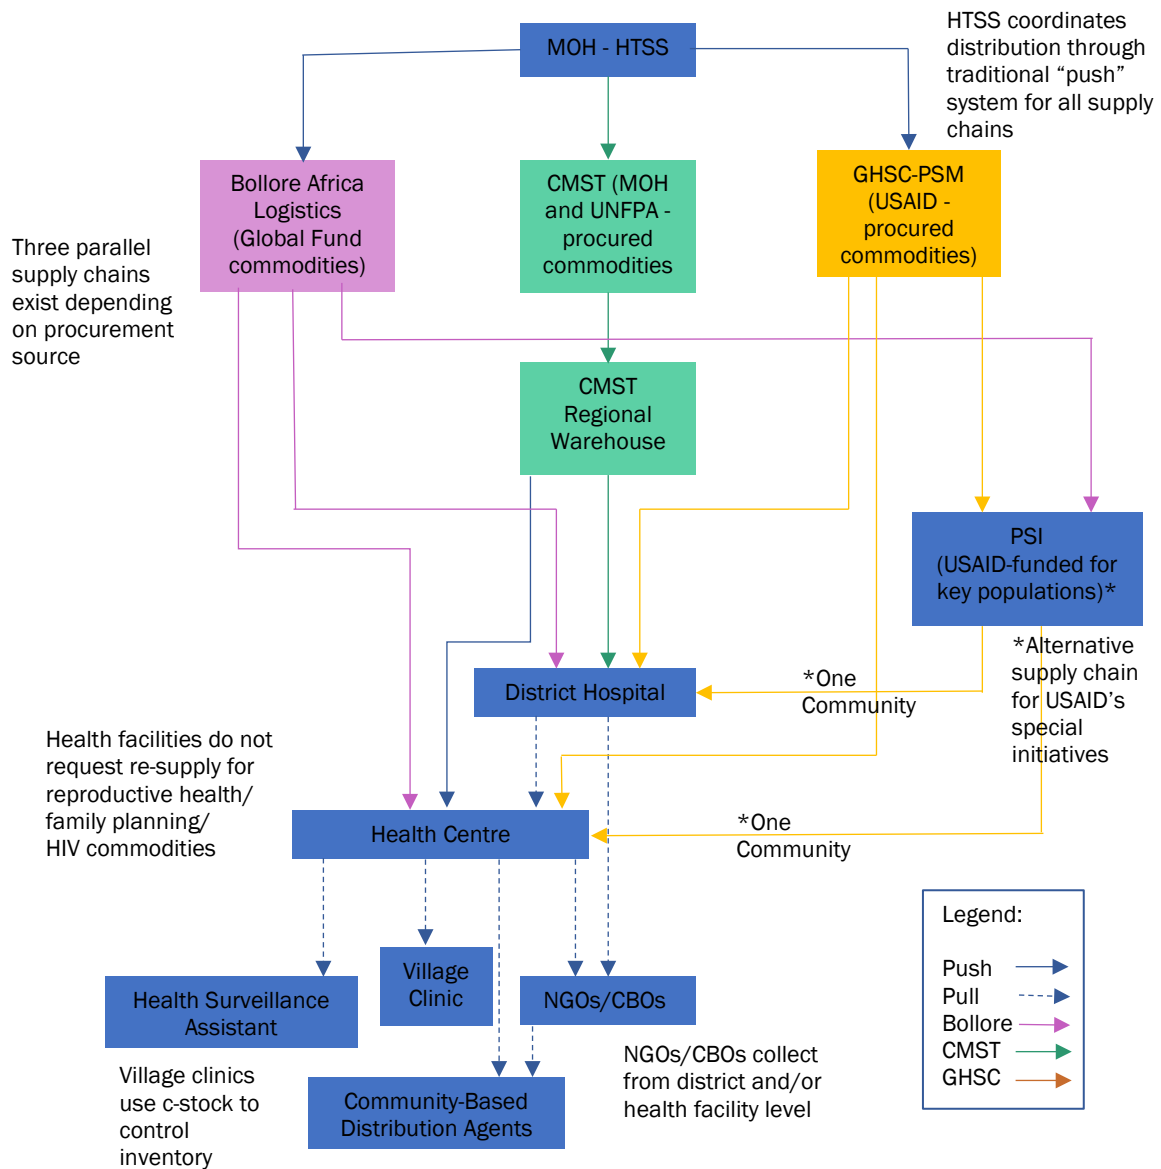 MOH - HTSS
HTSS coordinates
distribution through
traditional “push”
system for all supply
chains
Bollore Africa
Logistics
(Global Fund
commodities)
CMST (MOH
and UNFPA -
procured
commodities
GHSC-PSM
(USAID -
procured
commodities)
Three parallel
supply chains
exist depending
on procurement
source
CMST
Regional
Warehouse
PSI
(USAID-funded for
key populations)*
*Alternative
supply chain
for USAID’s
special
initiatives
District Hospital
*One
Community
Health facilities do not
request re-supply for
reproductive health/
family planning/
HIV commodities
Health Centre
*One
Community
Health Surveillance
Assistant
Village
Clinic
NGOs/CBOs
Community-Based
Distribution Agents
Village clinics
use c-stock to
control
inventory
NGOs/CBOs collect
from district and/or
health facility level
Legend:
Push
Pull
Bollore
CMST
GHSC